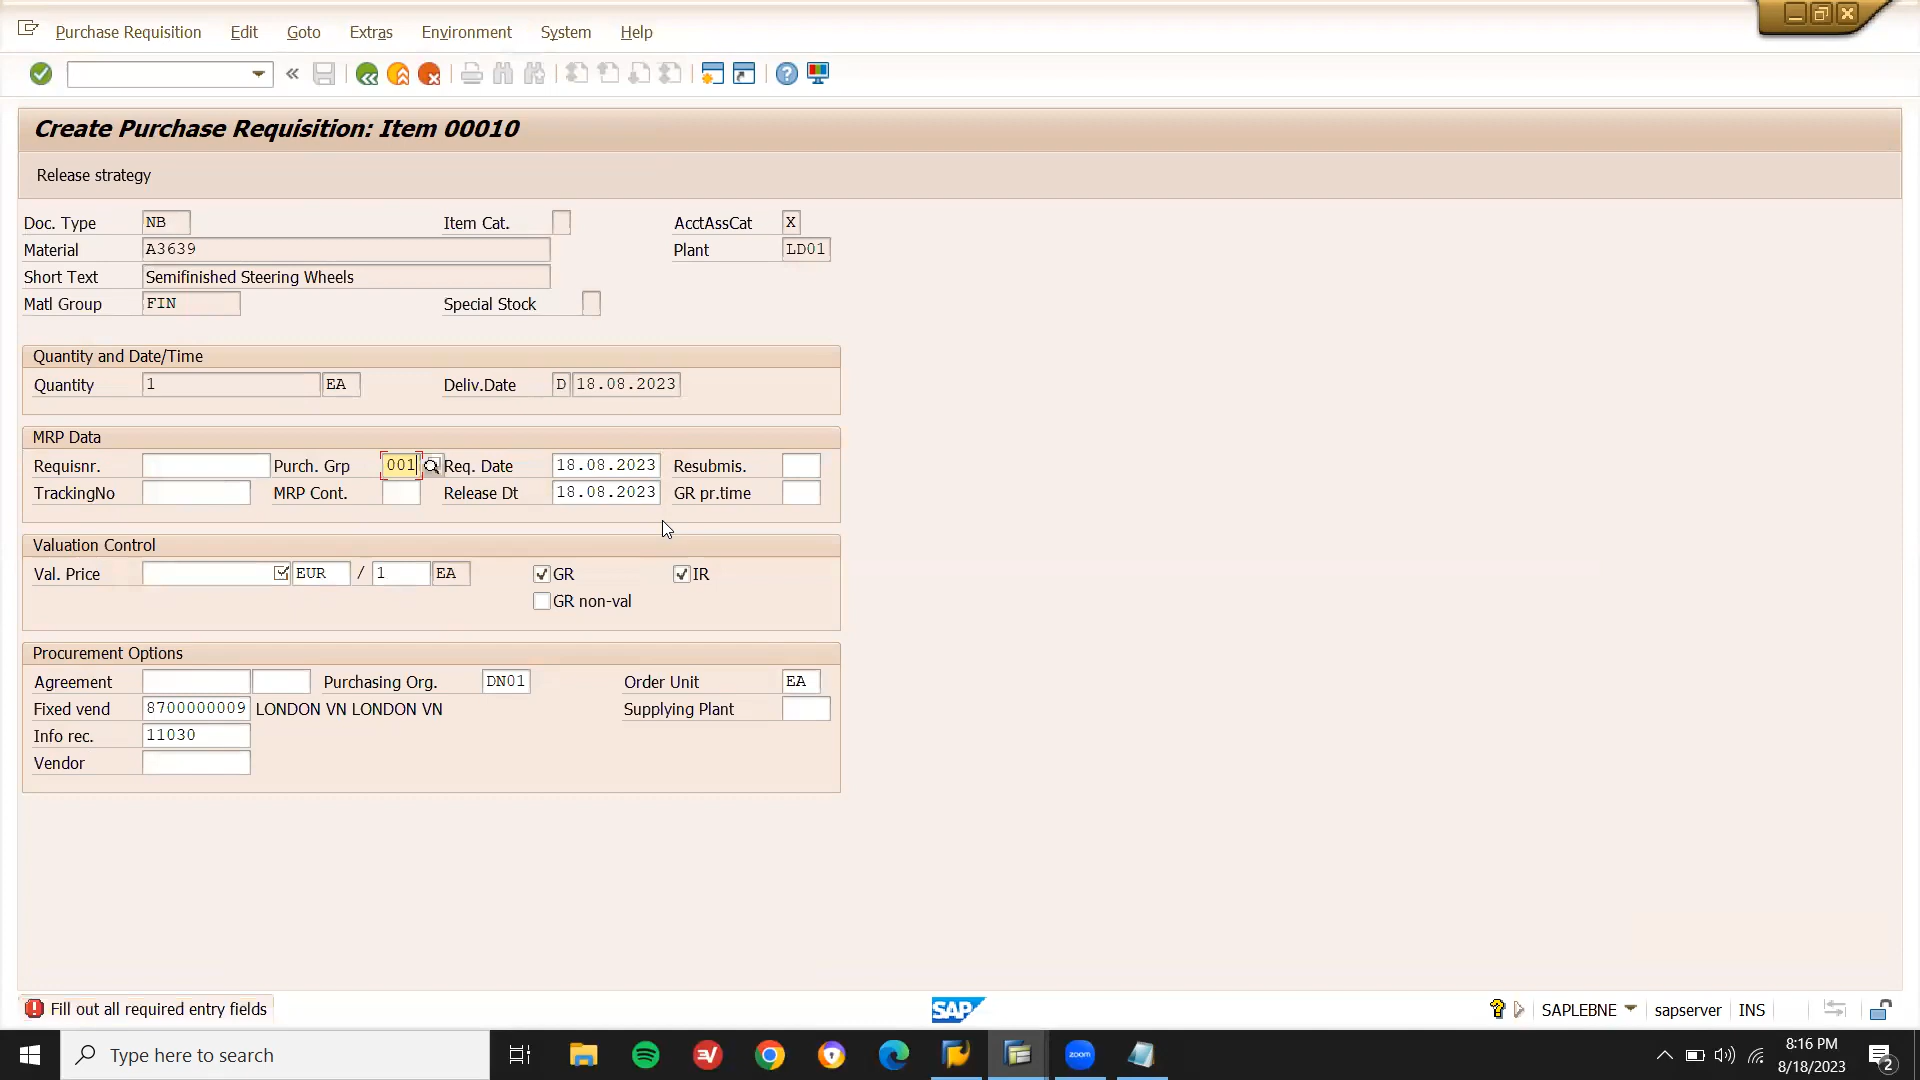 Purchase Requisition Edit Goto Extras Environment System Help
Create Purchase Requisition: Item 00010
Release strategy
Doc. Type NB Item Cat. AcctAssCat X
Material A3639 Plant LD01
Short Text Semifinished Steering Wheels
Matl Group FIN Special Stock
Quantity and Date/Time
Quantity 1 EA Deliv.Date D 18.08.2023
MRP Data
Requisnr. Purch. Grp 001 Req. Date 18.08.2023 Resubmis.
TrackingNo MRP Cont. Release Dt 18.08.2023 GR pr.time
Valuation Control
Val. Price EUR / 1 EA GR IR
GR non-val
Procurement Options
Agreement Purchasing Org. DN01 Order Unit EA
Fixed vend 8700000009 LONDON VN LONDON VN Supplying Plant
Info rec. 11030
Vendor
Fill out all required entry fields SAP SAPLEBNE sapserver INS
Type here to search zoom 8:16 PM
8/18/2023 2